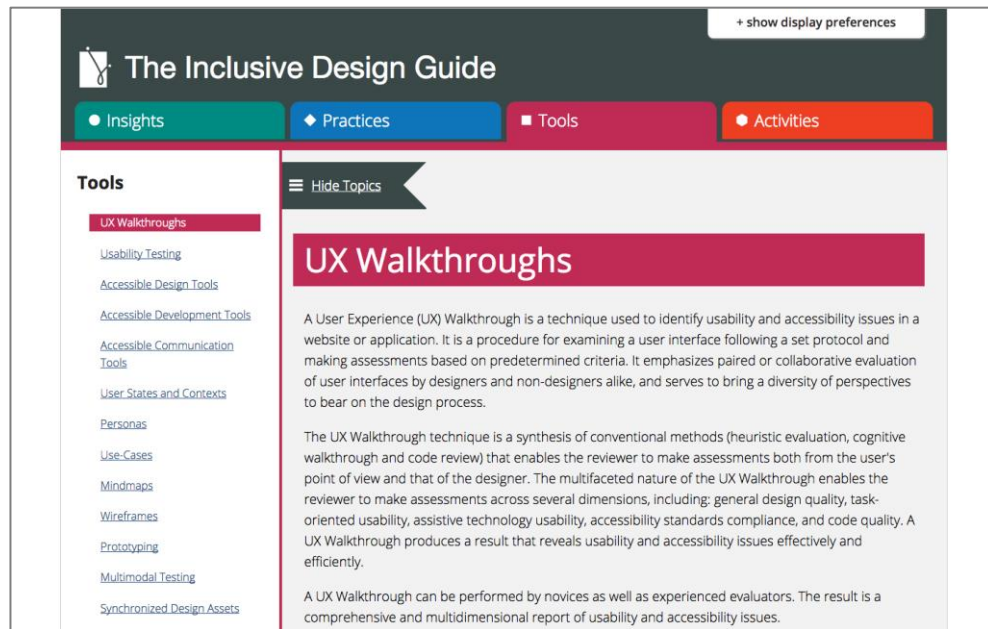 + show display preferences
The Inclusive Design Guide
Insights
Practices
Tools
Activities
Tools
UX Walkthroughs
Usability Testing
Accessible Design Tools
Accessible Development Tools
Accessible Communication
Tools
User States and Contexts
Personas
Use-Cases
Mindmaps
Wireframes
Prototyping
Multimodal Testing
Synchronized Design Assets
Hide Topics
UX Walkthroughs
A User Experience (UX) Walkthrough is a technique used to identify usability and accessibility issues in a
website or application. It is a procedure for examining a user interface following a set protocol and
making assessments based on predetermined criteria. It emphasizes paired or collaborative evaluation
of user interfaces by designers and non-designers alike, and serves to bring a diversity of perspectives
to bear on the design process.
The UX Walkthrough technique is a synthesis of conventional methods (heuristic evaluation, cognitive
walkthrough and code review) that enables the reviewer to make assessments both from the user's
point of view and that of the designer. The multifaceted nature of the UX Walkthrough enables the
reviewer to make assessments across several dimensions, including: general design quality, task-
oriented usability, assistive technology usability, accessibility standards compliance, and code quality. A
UX Walkthrough produces a result that reveals usability and accessibility issues effectively and
efficiently.
A UX Walkthrough can be performed by novices as well as experienced evaluators. The result is a
comprehensive and multidimensional report of usability and accessibility issues.